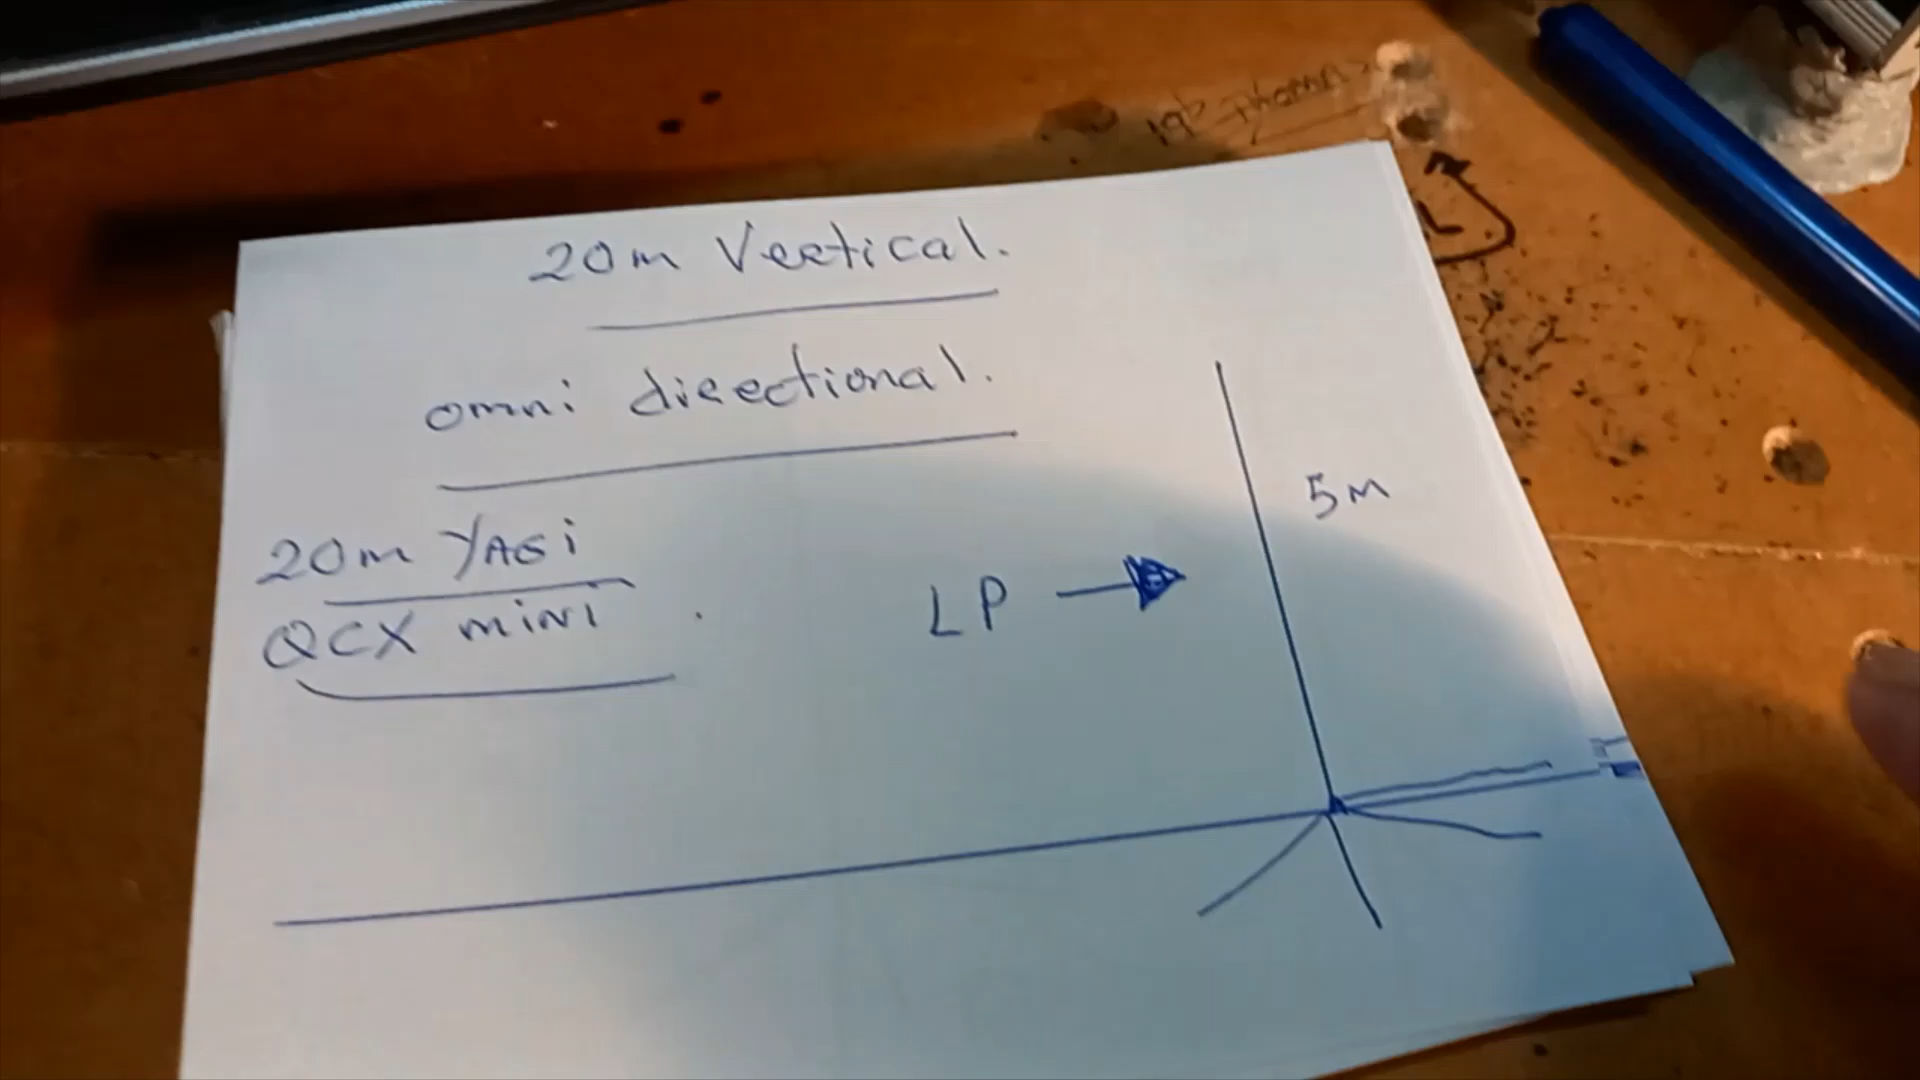 20m Vertical.
omni directional.
20m YAGi
QCX mini
LP
5M